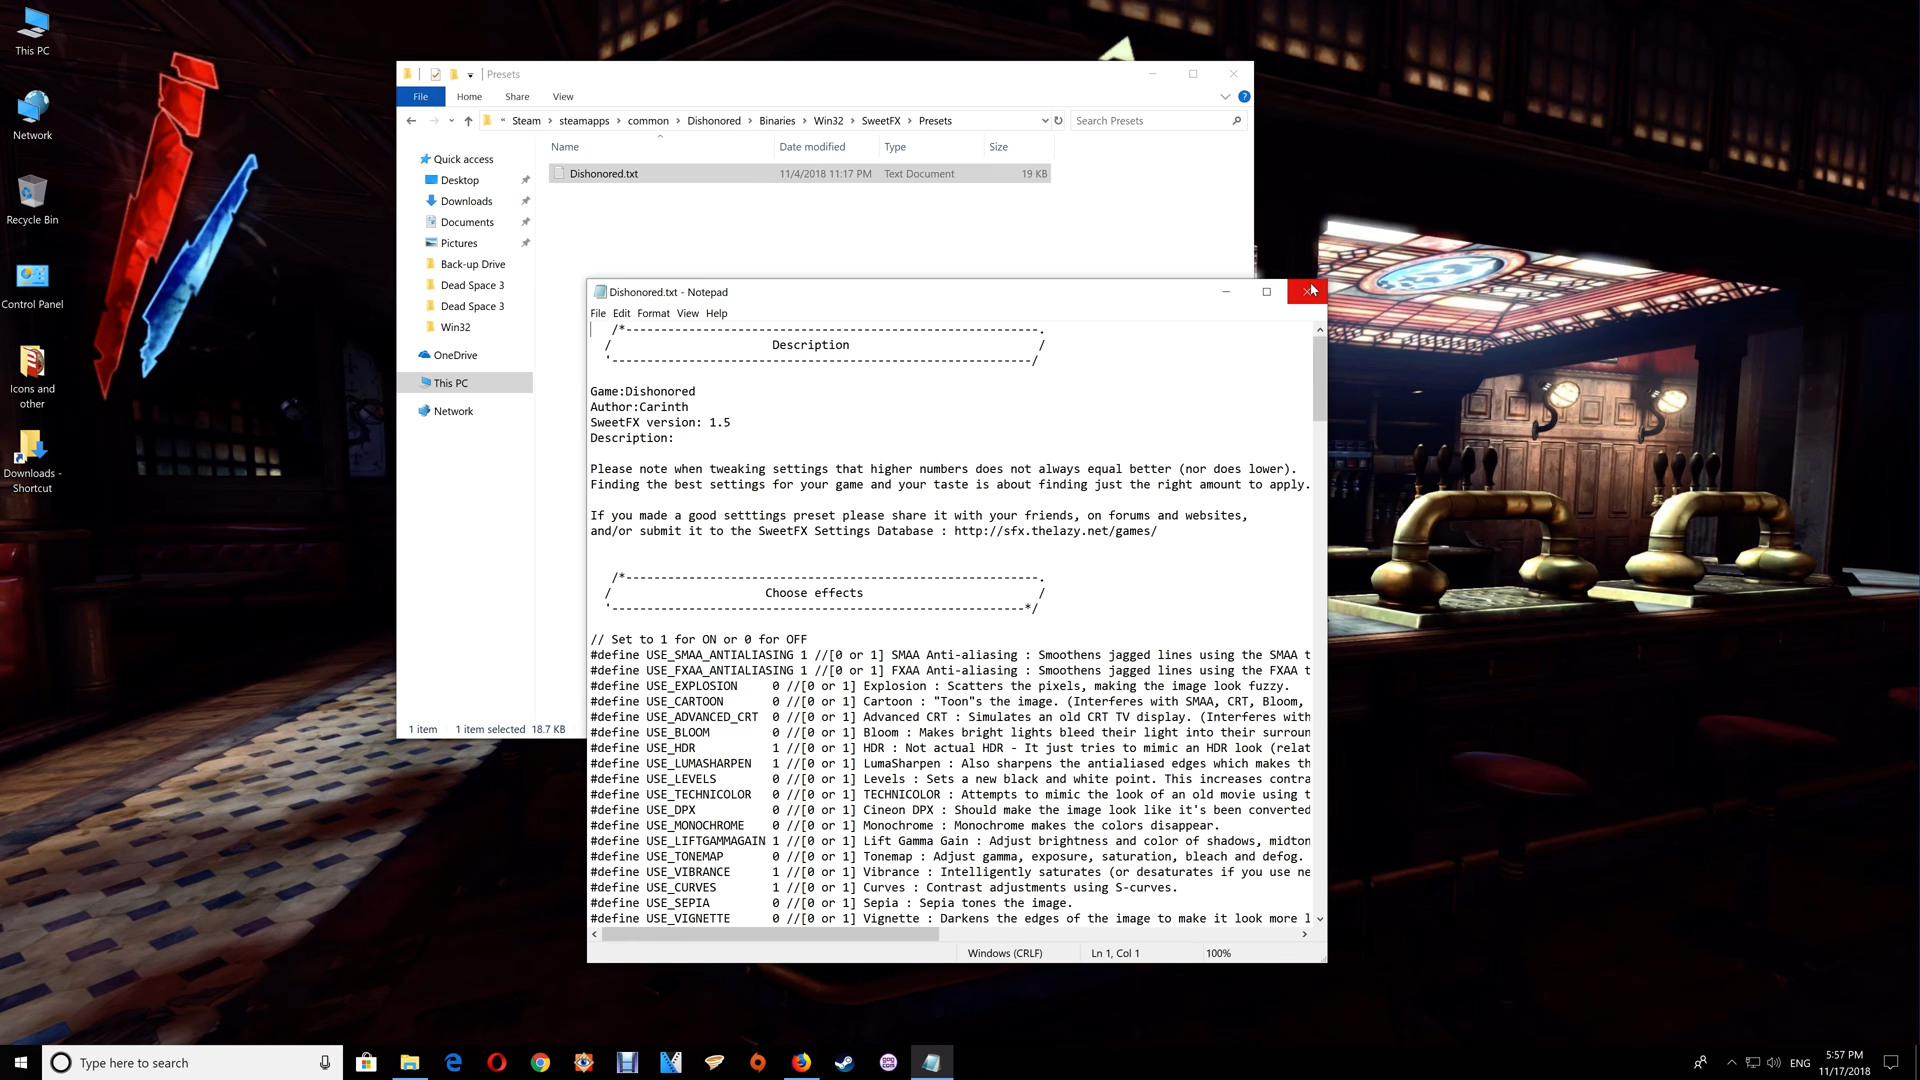 This PC
Network
Recycle Bin
Control Panel
Icons and
other
Downloads -
Shortcut
Presets
File Home Share View
« Steam > steamapps > common > Dishonored > Binaries > Win32 > SweetFX > Presets
Search Presets
Name Date modified Type Size
Dishonored.txt 11/4/2018 11:17 PM Text Document 19 KB
Quick access
Desktop
Downloads
Documents
Pictures
Back-up Drive
Dead Space 3
Dead Space 3
Win32
OneDrive
This PC
Network
1 item 1 item selected 18.7 KB
Dishonored.txt - Notepad
File Edit Format View Help
/*----------------------------------------------------------.
/ Description /
'----------------------------------------------------------/
Game:Dishonored
Author:Carinth
SweetFX version: 1.5
Description:
Please note when tweaking settings that higher numbers does not always equal better (nor does lower).
Finding the best settings for your game and your taste is about finding just the right amount to apply.
If you made a good setttings preset please share it with your friends, on forums and websites,
and/or submit it to the SweetFX Settings Database : http://sfx.thelazy.net/games/
/*----------------------------------------------------------.
/ Choose effects /
'----------------------------------------------------------*/
// Set to 1 for ON or 0 for OFF
#define USE_SMAA_ANTIALIASING 1 //[0 or 1] SMAA Anti-aliasing : Smoothens jagged lines using the SMAA t
#define USE_FXAA_ANTIALIASING 1 //[0 or 1] FXAA Anti-aliasing : Smoothens jagged lines using the FXAA t
#define USE_EXPLOSION 0 //[0 or 1] Explosion : Scatters the pixels, making the image look fuzzy.
#define USE_CARTOON 0 //[0 or 1] Cartoon : "Toon"s the image. (Interferes with SMAA, CRT, Bloom,
#define USE_ADVANCED_CRT 0 //[0 or 1] Advanced CRT : Simulates an old CRT TV display. (Interferes with
#define USE_BLOOM 0 //[0 or 1] Bloom : Makes bright lights bleed their light into their surroun
#define USE_HDR 1 //[0 or 1] HDR : Not actual HDR - It just tries to mimic an HDR look (relat
#define USE_LUMASHARPEN 1 //[0 or 1] LumaSharpen : Also sharpens the antialiased edges which makes th
#define USE_LEVELS 0 //[0 or 1] Levels : Sets a new black and white point. This increases contra
#define USE_TECHNICOLOR 0 //[0 or 1] TECHNICOLOR : Attempts to mimic the look of an old movie using t
#define USE_DPX 0 //[0 or 1] Cineon DPX : Should make the image look like it's been converted
#define USE_MONOCHROME 0 //[0 or 1] Monochrome : Monochrome makes the colors disappear.
#define USE_LIFTGAMMAGAIN 1 //[0 or 1] Lift Gamma Gain : Adjust brightness and color of shadows, midton
#define USE_TONEMAP 0 //[0 or 1] Tonemap : Adjust gamma, exposure, saturation, bleach and defog.
#define USE_VIBRANCE 1 //[0 or 1] Vibrance : Intelligently saturates (or desaturates if you use ne
#define USE_CURVES 1 //[0 or 1] Curves : Contrast adjustments using S-curves.
#define USE_SEPIA 0 //[0 or 1] Sepia : Sepia tones the image.
#define USE_VIGNETTE 0 //[0 or 1] Vignette : Darkens the edges of the image to make it look more l
Windows (CRLF) Ln 1, Col 1 100%
Type here to search
ENG
5:57 PM
11/17/2018